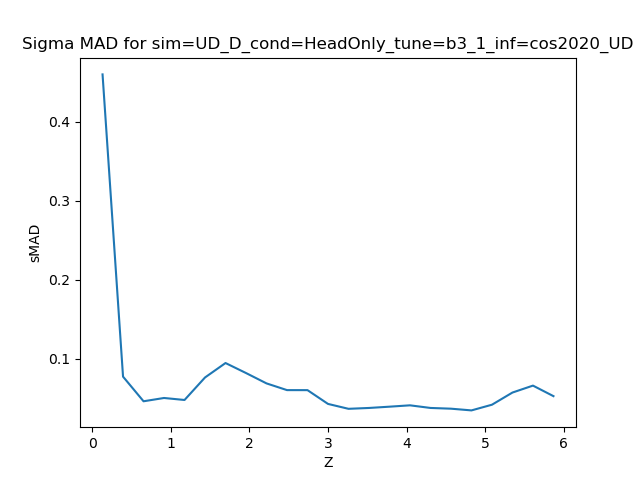 Sigma MAD for sim=UD_D_cond=HeadOnly_tune=b3_1_inf=cos2020_UD
sMAD
0.4
0.3
0.2
0.1
0 1 2 3 4 5 6
Z